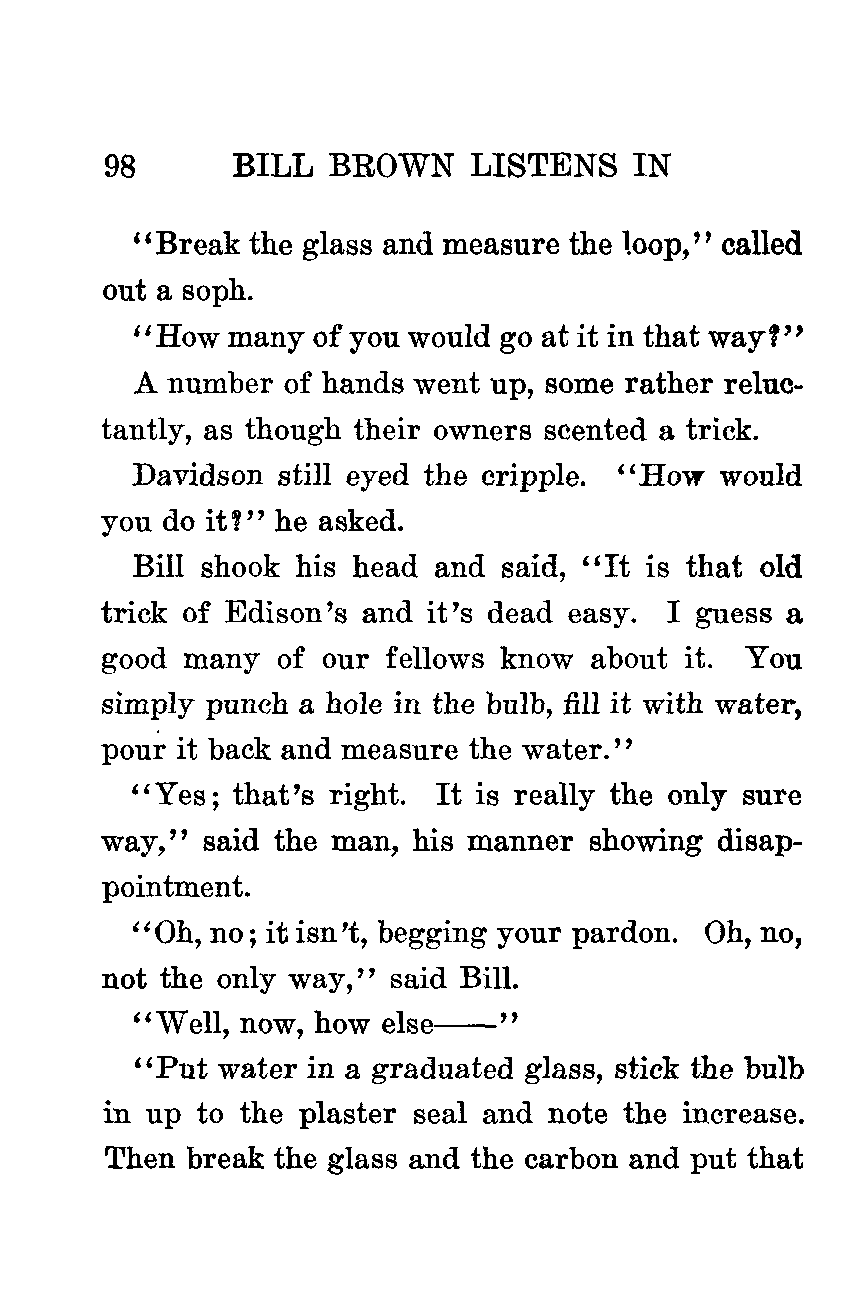 98 BILL BROWN LISTENS IN
“Break the glass and measure the loop,” called
out a soph.
“How many of you would go at it in that way?”
A number of hands went up, some rather reluc-
tantly, as though their owners scented a trick.
Davidson still eyed the cripple. “How would
you do it?” he asked.
Bill shook his head and said, “It is that old
trick of Edison’s and it’s dead easy. I guess a
good many of our fellows know about it. You
simply punch a hole in the bulb, fill it with water,
pour it back and measure the water.”
“Yes; that’s right. It is really the only sure
way,” said the man, his manner showing disap-
pointment.
“Oh, no; it isn’t, begging your pardon. Oh, no,
not the only way,” said Bill.
“Well, now, how else——”
“Put water in a graduated glass, stick the bulb
in up to the plaster seal and note the increase.
Then break the glass and the carbon and put that